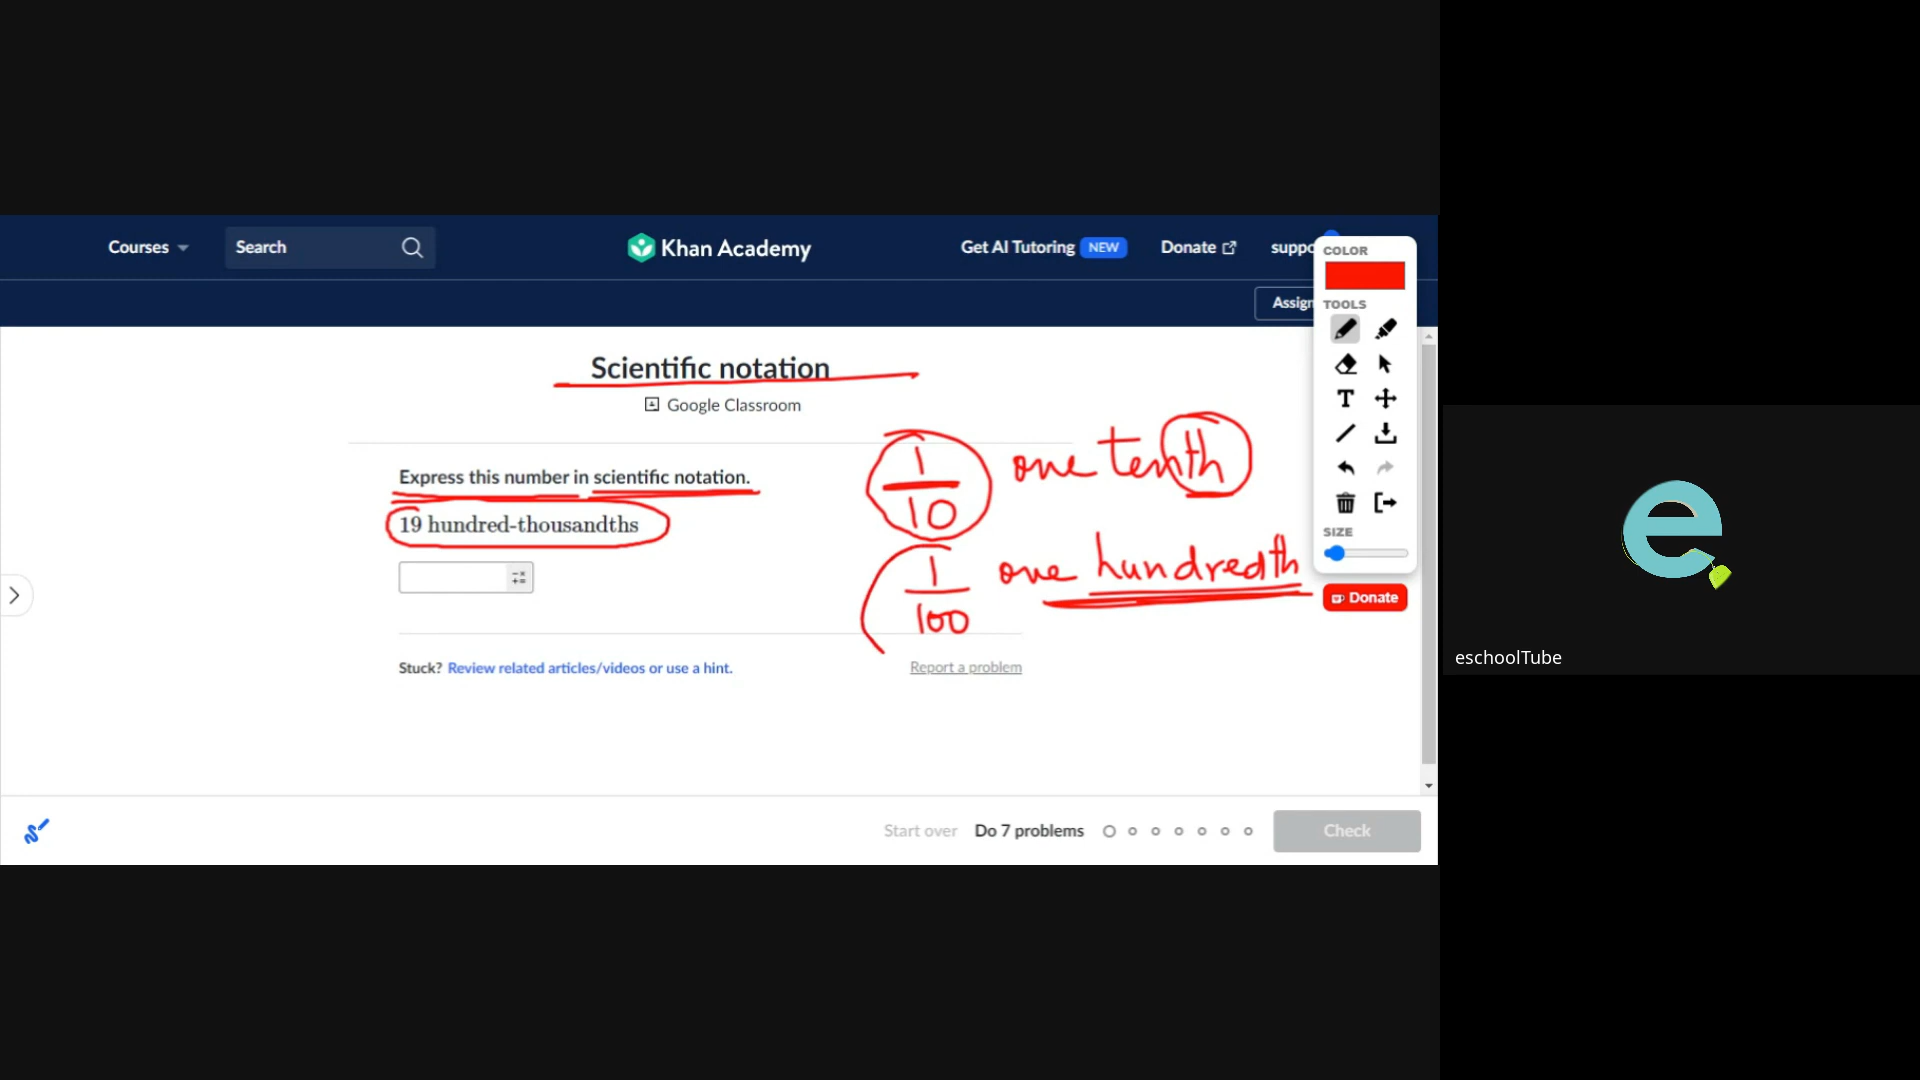 Courses
Search
Khan Academy
Get AI Tutoring NEW
Donate
suppo
Assign
COLOR
TOOLS
T
SIZE
Donate
Scientific notation
Google Classroom
Express this number in scientific notation.
19 hundred-thousandths
1/10 one tenth
1/100 one hundredth
Stuck? Review related articles/videos or use a hint.
Report a problem
Start over
Do 7 problems
Check
e
eschoolTube